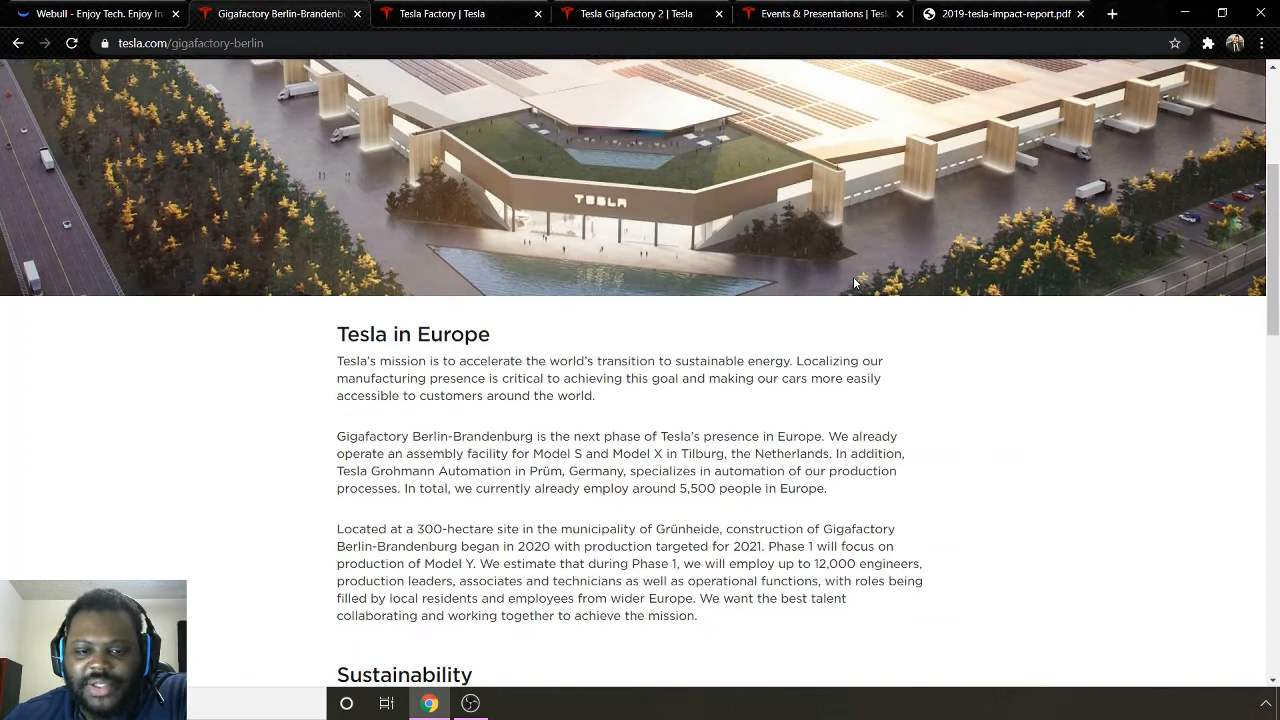 Webull - Enjoy Tech. Enjoy In
Gigafactory Berlin-Brandenb
Tesla Factory | Tesla
Tesla Gigafactory 2 | Tesla
Events & Presentations | Tesl
2019-tesla-impact-report.pdf
tesla.com/gigafactory-berlin
TESLA
Tesla in Europe
Tesla's mission is to accelerate the world's transition to sustainable energy. Localizing our
manufacturing presence is critical to achieving this goal and making our cars more easily
accessible to customers around the world.
Gigafactory Berlin-Brandenburg is the next phase of Tesla's presence in Europe. We already
operate an assembly facility for Model S and Model X in Tilburg, the Netherlands. In addition,
Tesla Grohmann Automation in Prüm, Germany, specializes in automation of our production
processes. In total, we currently already employ around 5,500 people in Europe.
Located at a 300-hectare site in the municipality of Grünheide, construction of Gigafactory
Berlin-Brandenburg began in 2020 with production targeted for 2021. Phase 1 will focus on
production of Model Y. We estimate that during Phase 1, we will employ up to 12,000 engineers,
production leaders, associates and technicians as well as operational functions, with roles being
filled by local residents and employees from wider Europe. We want the best talent
collaborating and working together to achieve the mission.
Sustainability